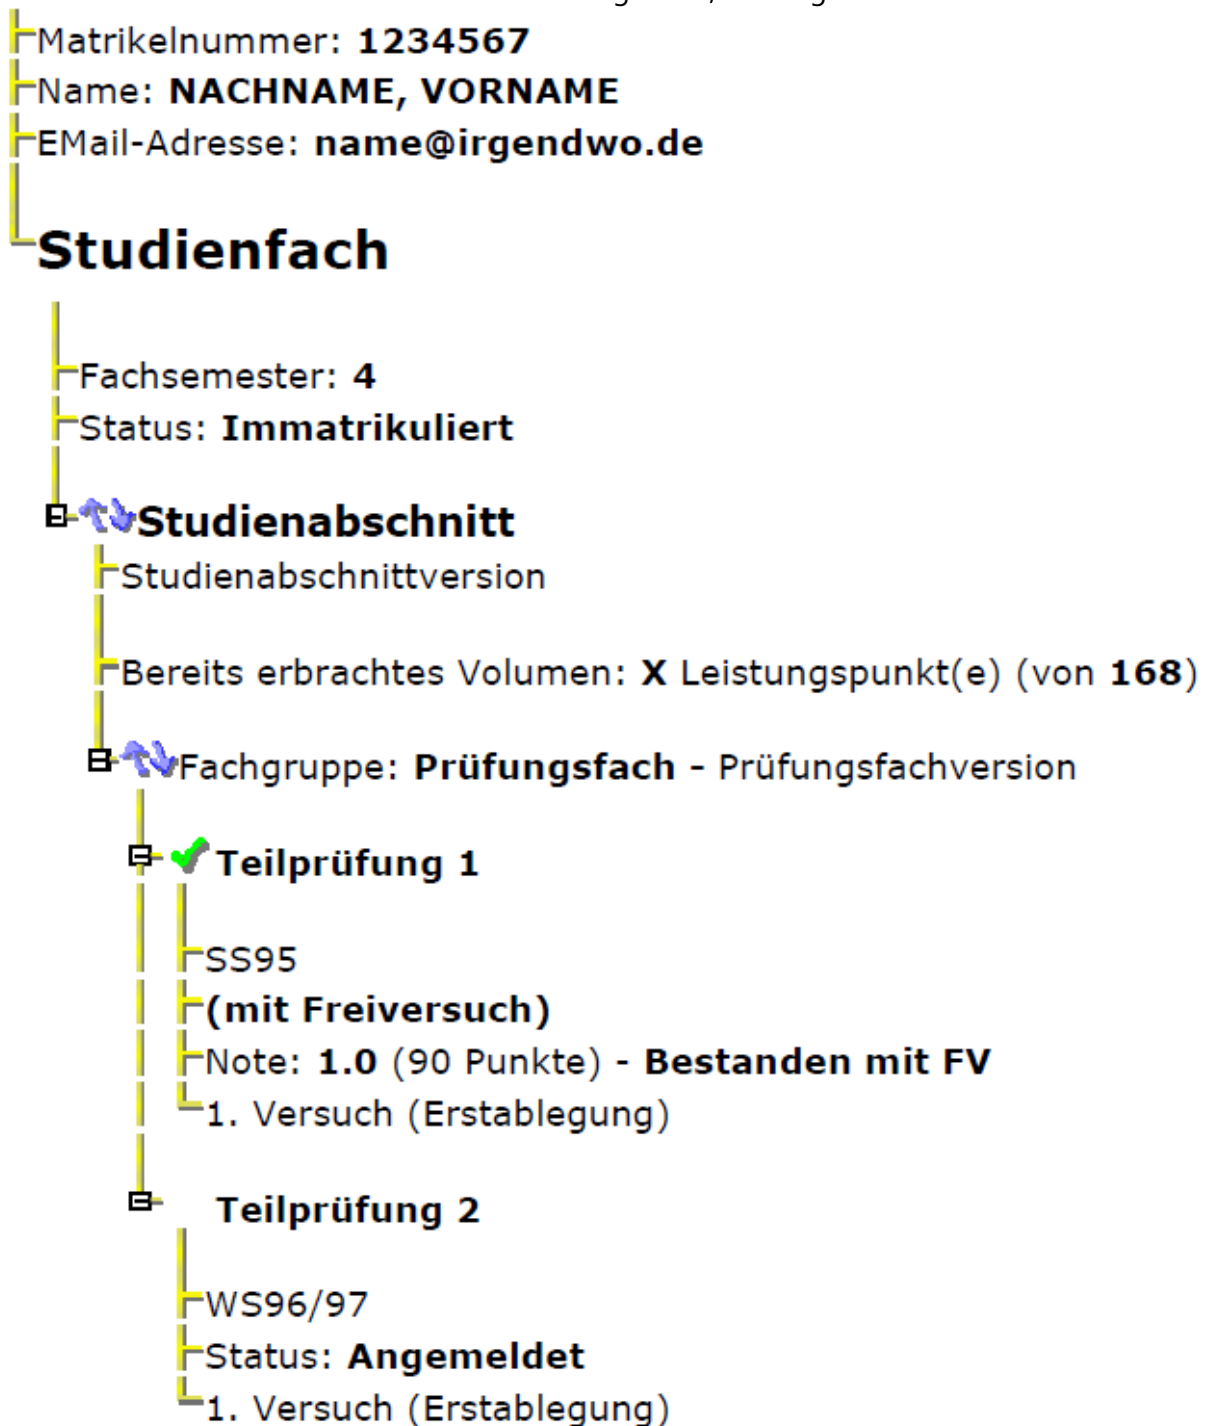 Matrikelnummer: 1234567
Name: NACHNAME, VORNAME
EMail-Adresse: name@irgendwo.de
Studienfach
Fachsemester: 4
Status: Immatrikuliert
Studienabschnitt
Studienabschnittversion
Bereits erbrachtes Volumen: X Leistungspunkt(e) (von 168)
Fachgruppe: Prüfungsfach - Prüfungsfachversion
Teilprüfung 1
SS95
(mit Freiversuch)
Note: 1.0 (90 Punkte) - Bestanden mit FV
1. Versuch (Erstablegung)
Teilprüfung 2
WS96/97
Status: Angemeldet
1. Versuch (Erstablegung)